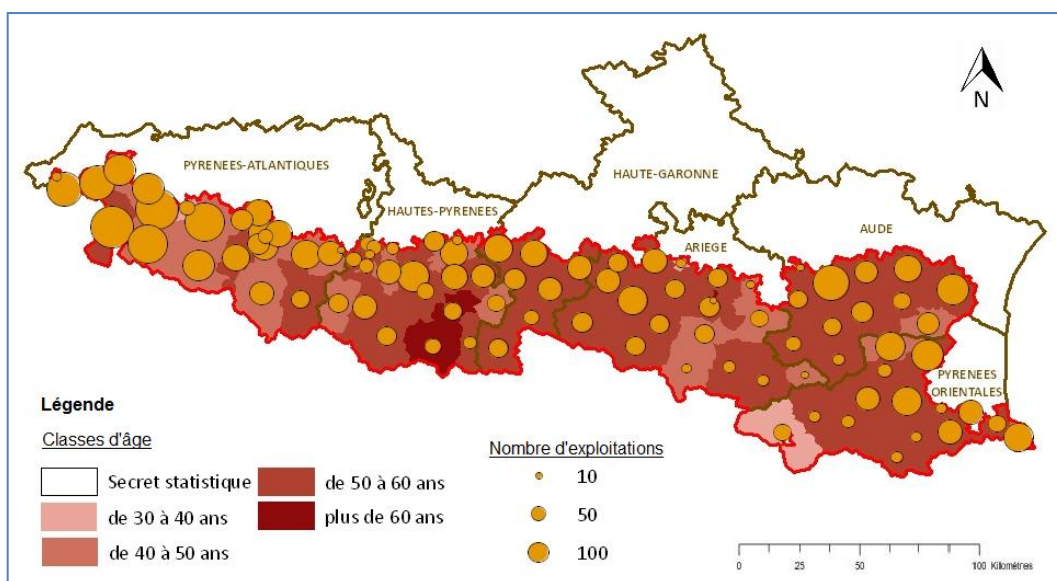 N
PYRENEES-ATLANTIQUES
HAUTES-PYRENEES
HAUTE-GARONNE
ARIEGE
AUDE
PYRENEES
ORIENTALES
Légende
Classes d'âge
Secret statistique
de 30 à 40 ans
de 40 à 50 ans
de 50 à 60 ans
plus de 60 ans
Nombre d'exploitations
10
50
100
0 25 50 100 Kilomètres